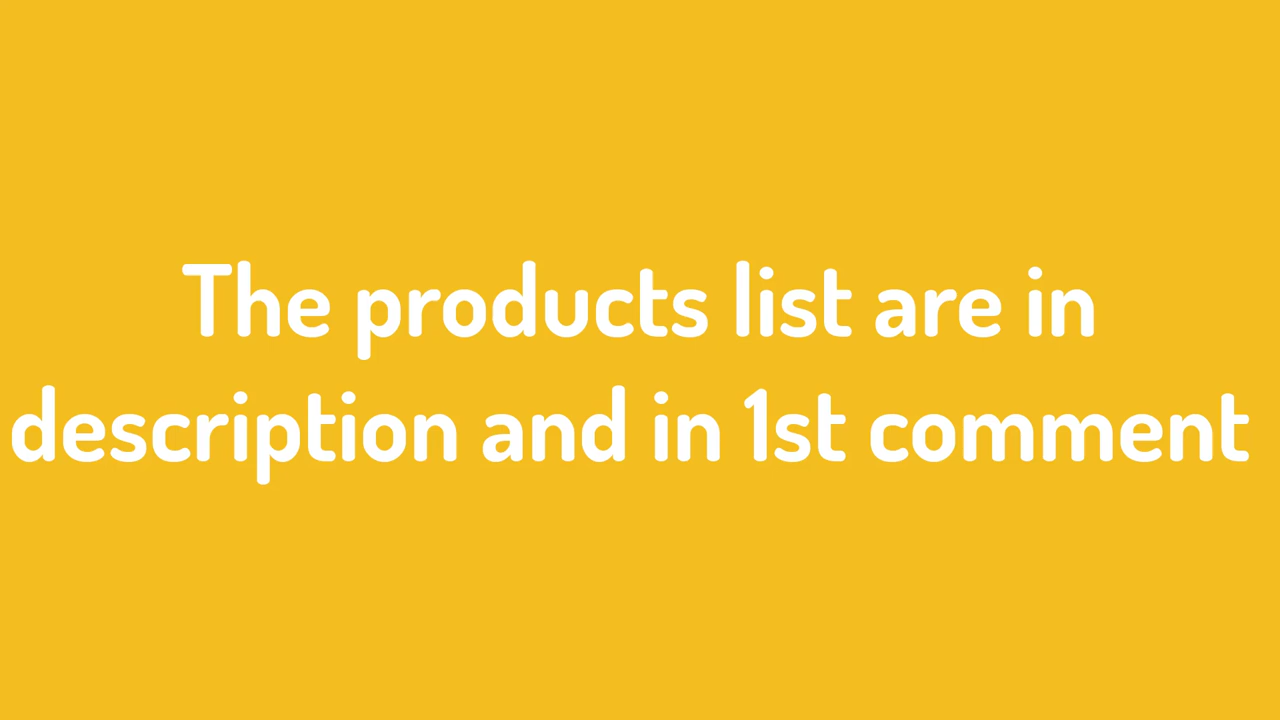 The products list are in
description and in 1st comment